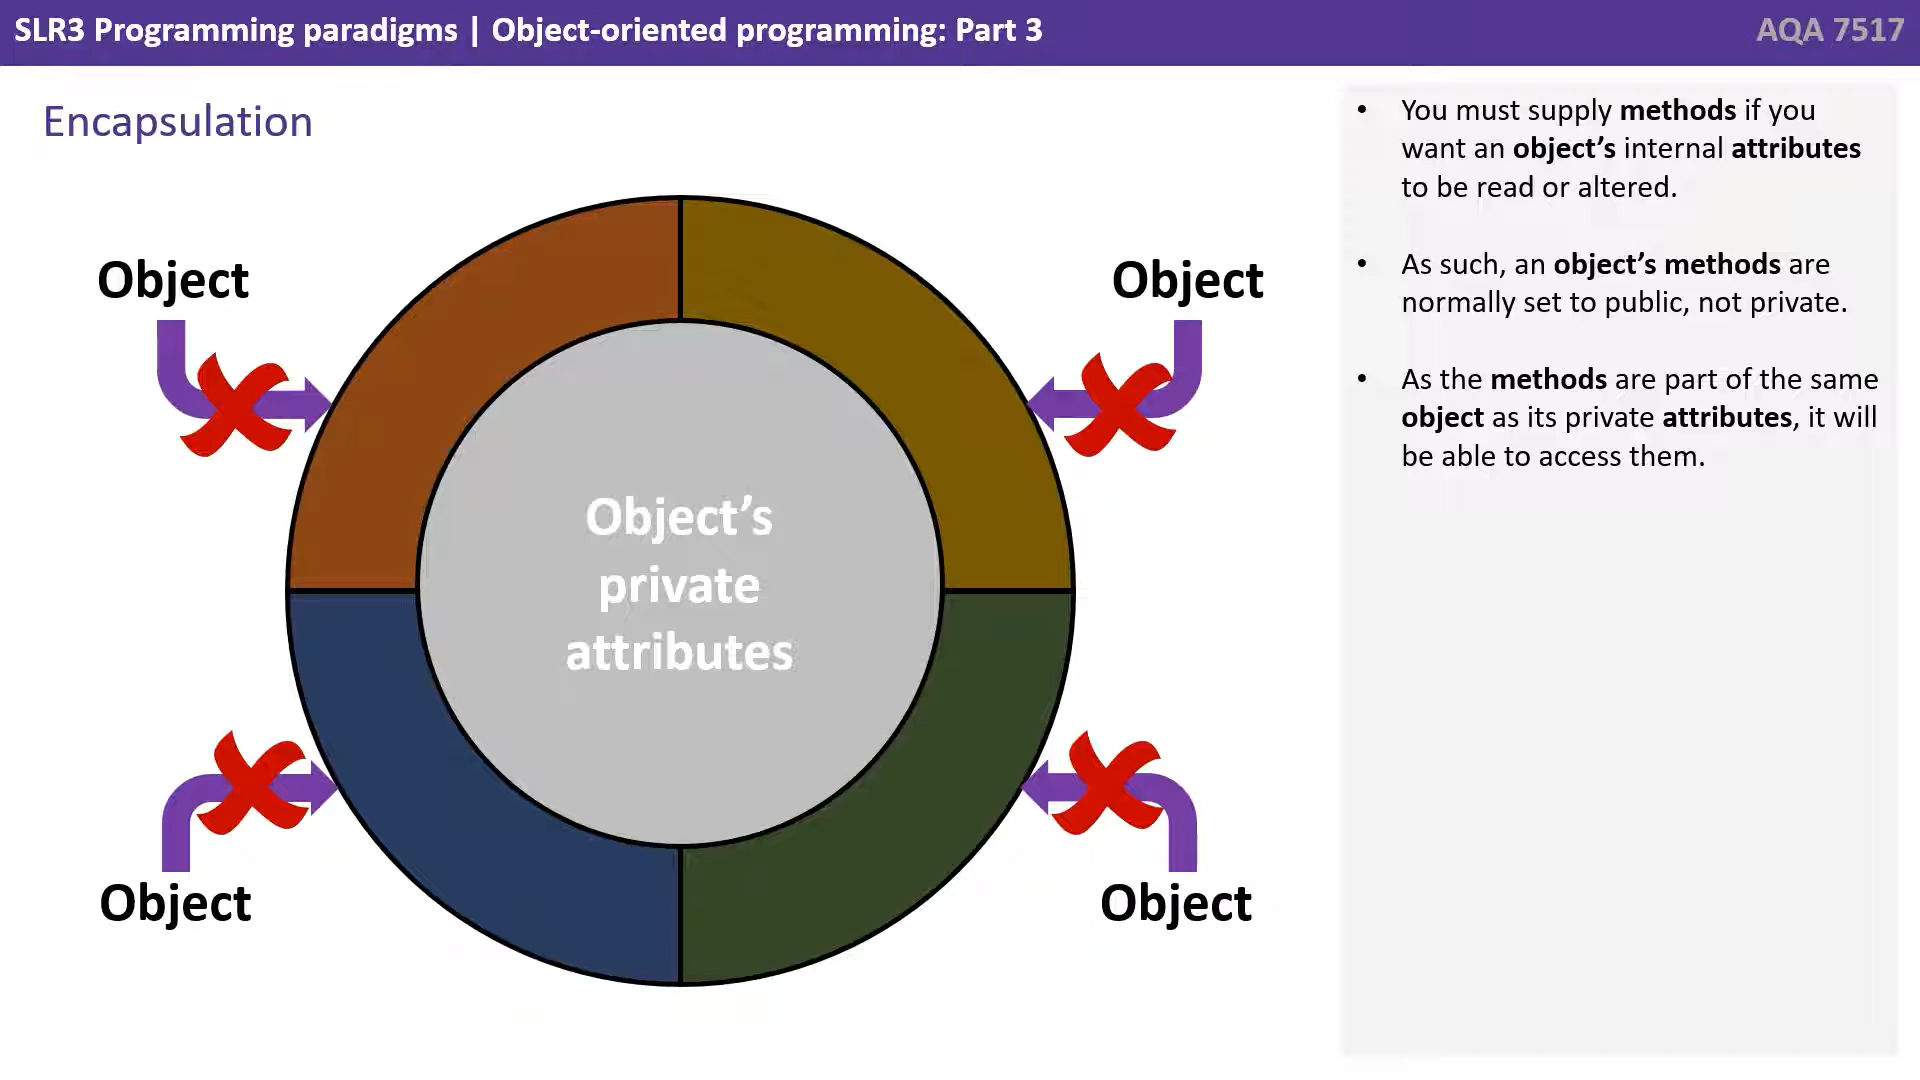 SLR3 Programming paradigms | Object-oriented programming: Part 3
AQA 7517
Encapsulation
Object
Object
Object's
private
attributes
Object
Object
• You must supply methods if you
want an object’s internal attributes
to be read or altered.
• As such, an object’s methods are
normally set to public, not private.
• As the methods are part of the same
object as its private attributes, it will
be able to access them.